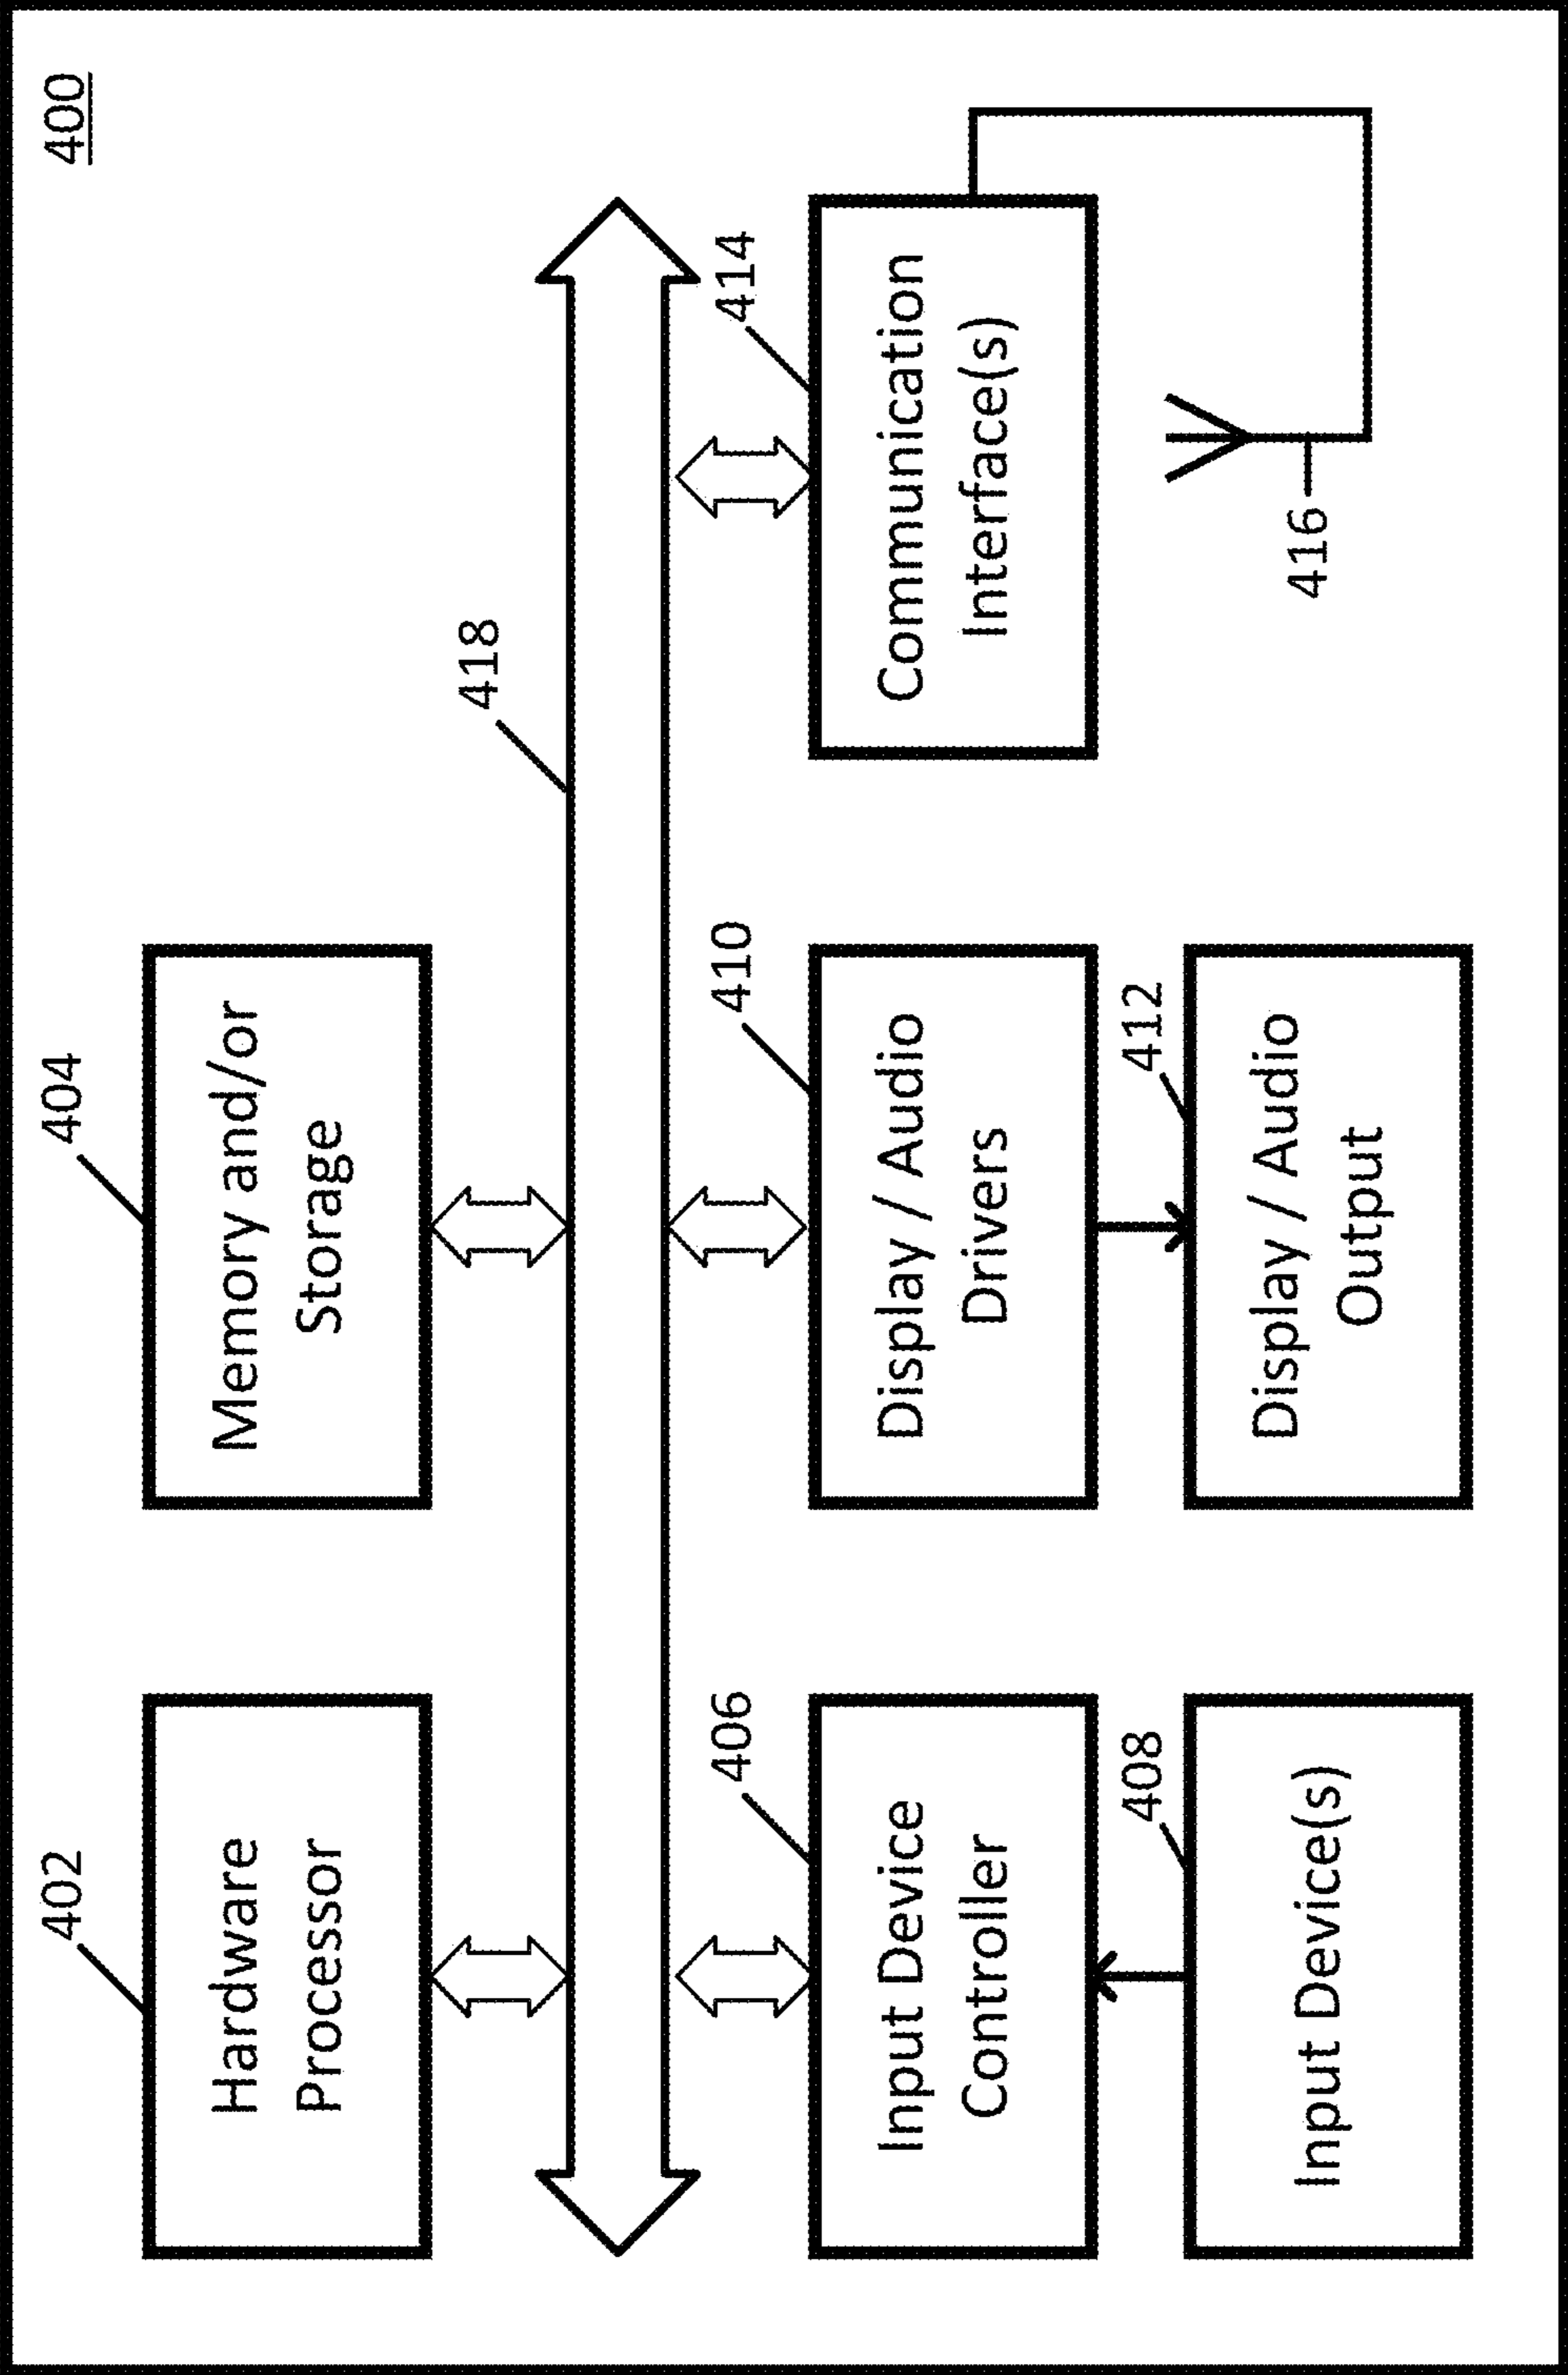 400
402
Hardware
Processor
404
Memory and/or
Storage
418
406
Input Device
Controller
410
Display / Audio
Drivers
414
Communication
Interface(s)
408
Input Device(s)
412
Display / Audio
Output
416